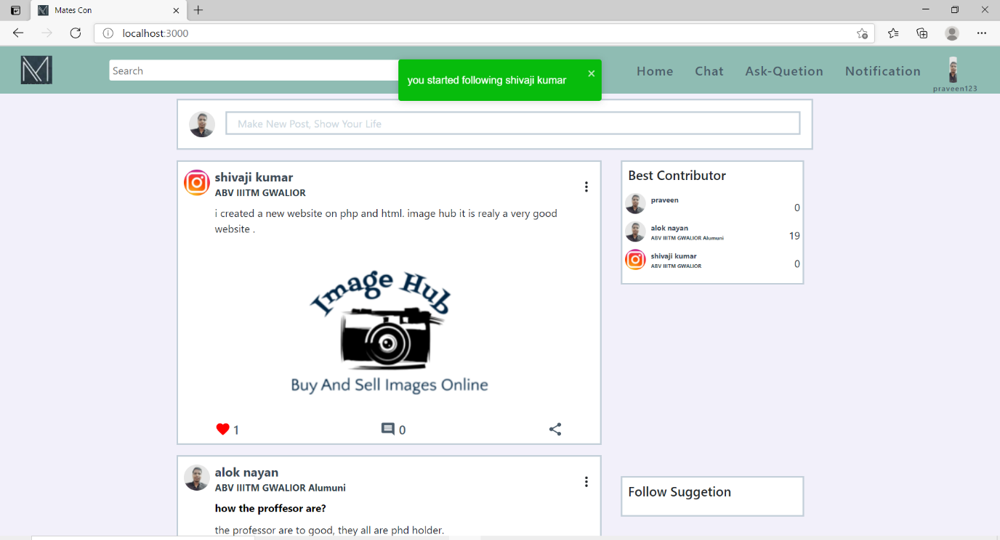 Mates Con
localhost:3000
Search
you started following shivaji kumar
Home Chat Ask-Quetion Notification
praveen123
Make New Post, Show Your Life
shivaji kumar
ABV IIITM GWALIOR
i created a new website on php and html. image hub it is realy a very good
website .
Image Hub
Buy And Sell Images Online
1 0
Best Contributor
praveen
0
alok nayan
ABV IIITM GWALIOR Alumuni
19
shivaji kumar
ABV IIITM GWALIOR
0
alok nayan
ABV IIITM GWALIOR Alumuni
how the proffesor are?
the professor are to good, they all are phd holder.
Follow Suggetion